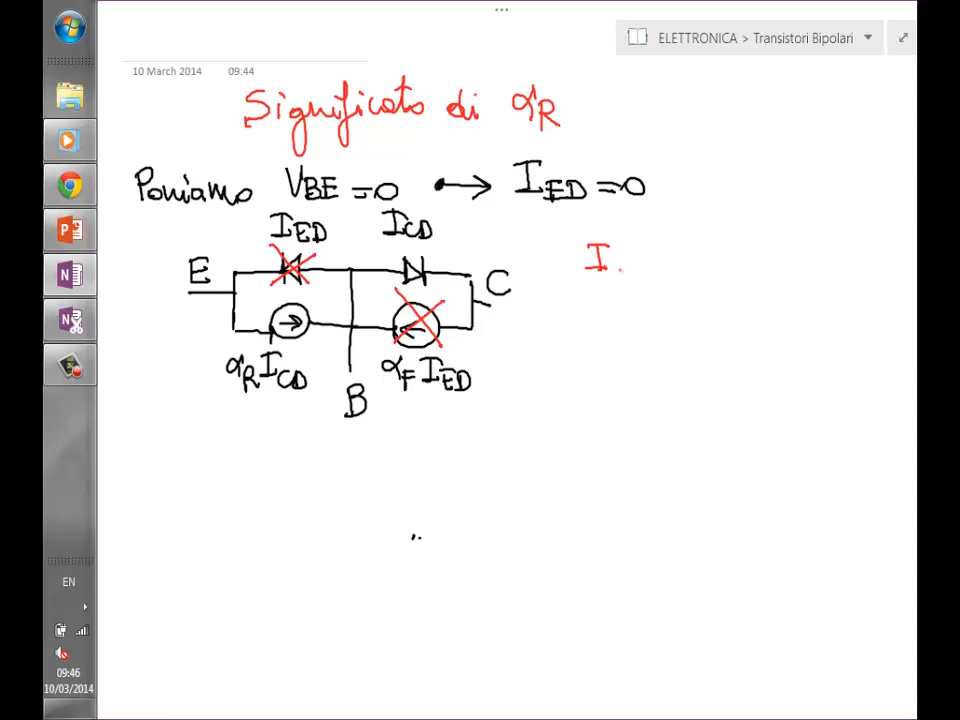 ELETTRONICA > Transistori Bipolari
10 March 2014 09:44
Significato di αR
Poniamo VBE=0 → IED=0
IED ICD
I
E
C
αRICD αFIED
B
EN
09:46
10/03/2014